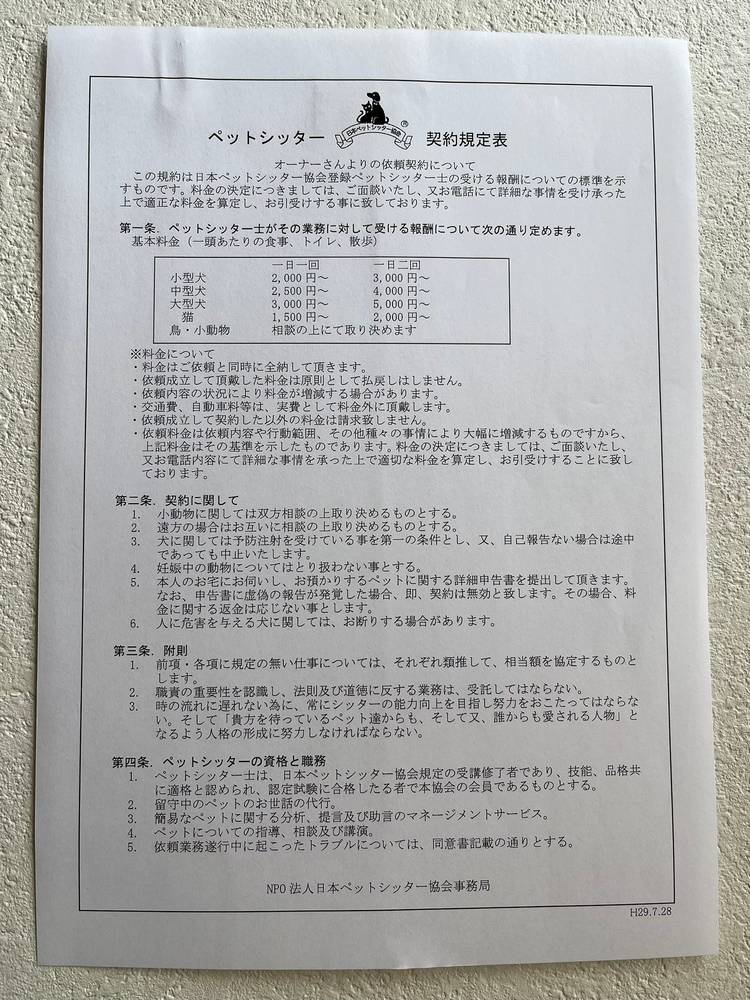 日本ペットシッター協会
®
ペットシッター 契約規定表
オーナーさんよりの依頼契約について
この規約は日本ペットシッター協会登録ペットシッター士の受ける報酬についての標準を示
すものです。料金の決定につきましては、ご面談いたし、又お電話にて詳細な事情を受け承った
上で適正な料金を算定し、お引受けする事に致しております。
第一条．ペットシッター士がその業務に対して受ける報酬について次の通り定めます。
基本料金（一頭あたりの食事、トイレ、散歩）
一日一回 一日二回
小型犬 2,000 円～ 3,000 円～
中型犬 2,500 円～ 4,000 円～
大型犬 3,000 円～ 5,000 円～
猫 1,500 円～ 2,000 円～
鳥・小動物 相談の上にて取り決めます
※料金について
・料金はご依頼と同時に全納して頂きます。
・依頼成立して頂戴した料金は原則として払戻しはしません。
・依頼内容の状況により料金が増減する場合があります。
・交通費、自動車料等は、実費として料金外に頂戴します。
・依頼成立して契約した以外の料金は請求致しません。
・依頼料金は依頼内容や行動範囲、その他種々の事情により大幅に増減するものですから、
上記料金はその基準を示したものであります。料金の決定につきましては、ご面談いたし、
又お電話内容にて詳細な事情を承った上で適切な料金を算定し、お引受けすることに致し
ております。
第二条．契約に関して
1. 小動物に関しては双方相談の上取り決めるものとする。
2. 遠方の場合はお互いに相談の上取り決めるものとする。
3. 犬に関しては予防注射を受けている事を第一の条件とし、又、自己報告ない場合は途中
であっても中止いたします。
4. 妊娠中の動物についてはとり扱わない事とする。
5. 本人のお宅にお伺いし、お預かりするペットに関する詳細申告書を提出して頂きます。
なお、申告書に虚偽の報告が発覚した場合、即、契約は無効と致します。その場合、料
金に関する返金は応じない事とします。
6. 人に危害を与える犬に関しては、お断りする場合があります。
第三条．附則
1. 前項・各項に規定の無い仕事については、それぞれ類推して、相当額を協定するものと
します。
2. 職責の重要性を認識し、法則及び道徳に反する業務は、受託してはならない。
3. 時の流れに遅れない為に、常にシッターの能力向上を目指し努力をおこたってはならな
い。そして「貴方を待っているペット達からも、そして又、誰からも愛される人物」と
なるよう人格の形成に努力しなければならない。
第四条．ペットシッターの資格と職務
1. ペットシッター士は、日本ペットシッター協会規定の受講修了者であり、技能、品格共
に適格と認められ、認定試験に合格したる者で本協会の会員であるものとする。
2. 留守中のペットのお世話の代行。
3. 簡易なペットに関する分析、提言及び助言のマネージメントサービス。
4. ペットについての指導、相談及び講演。
5. 依頼業務遂行中に起こったトラブルについては、同意書記載の通りとする。
NPO 法人日本ペットシッター協会事務局
H29.7.28